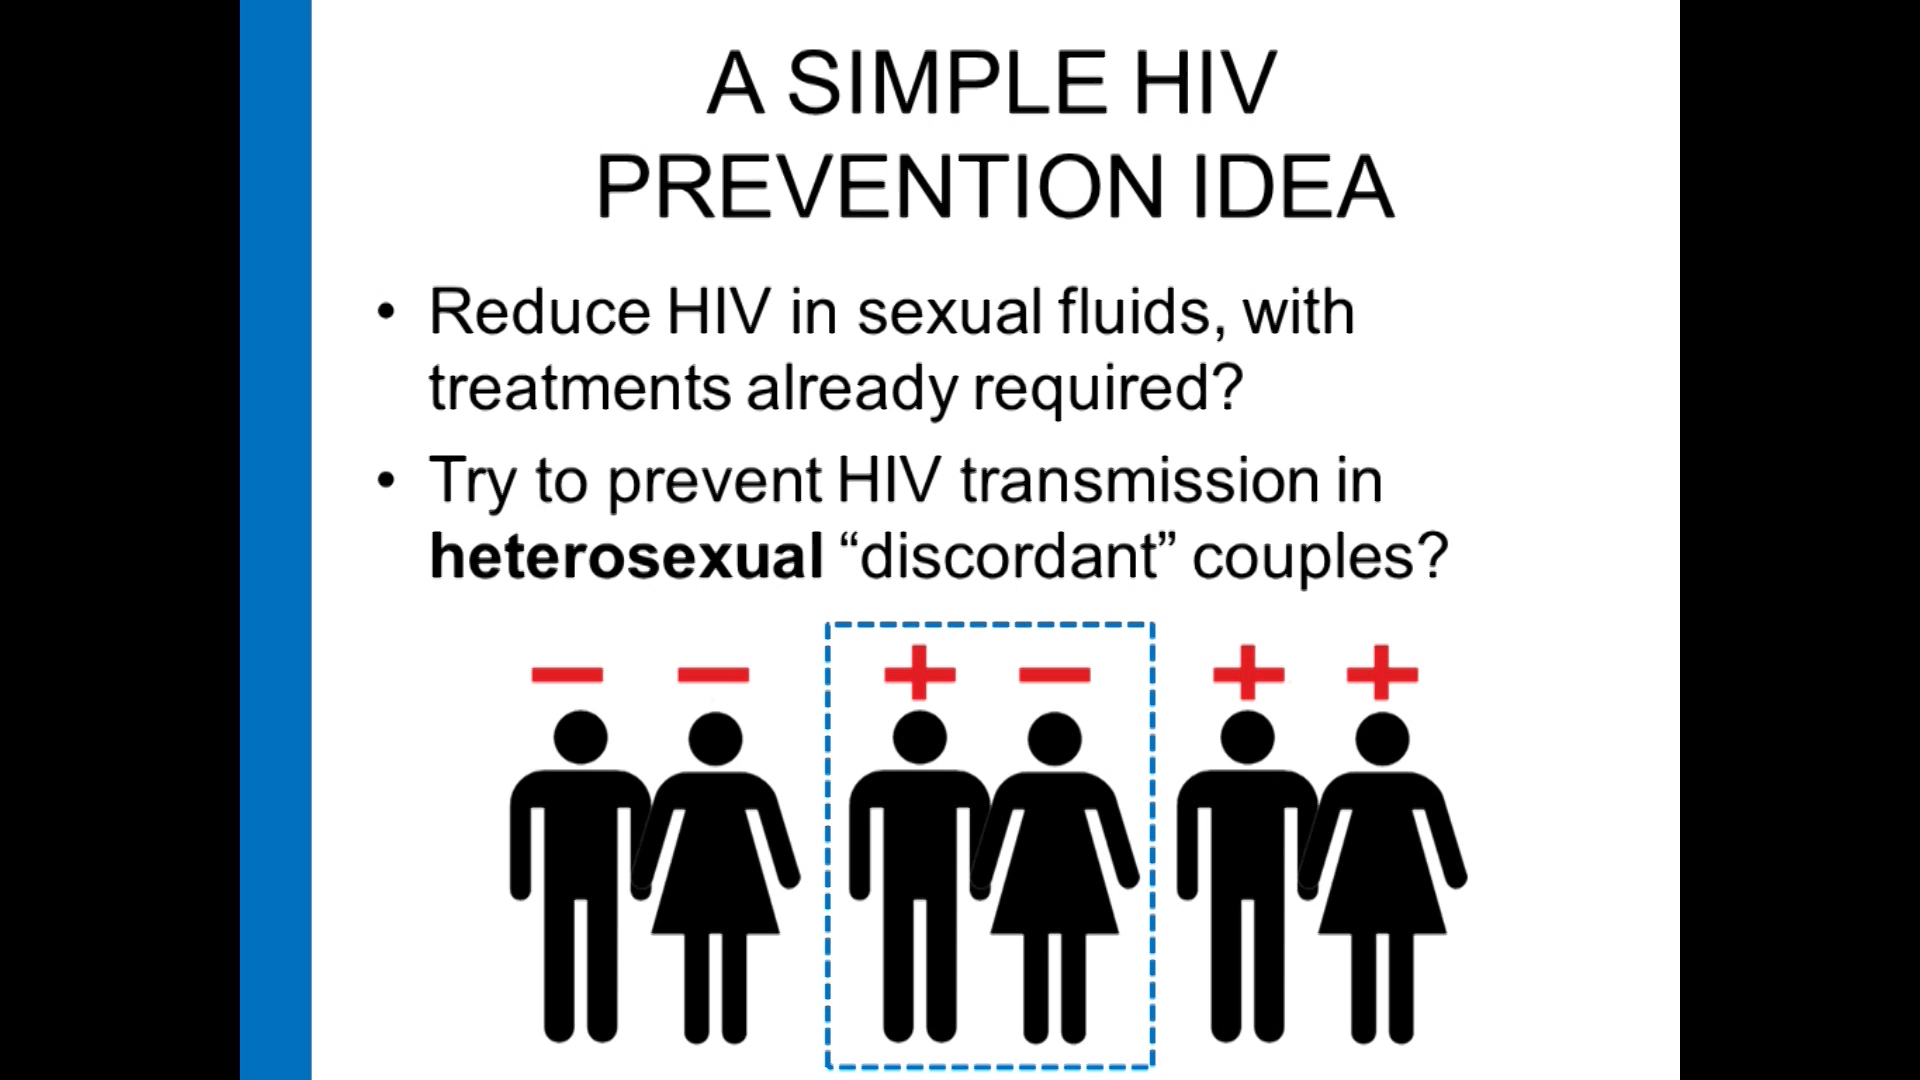 A SIMPLE HIV
PREVENTION IDEA
• Reduce HIV in sexual fluids, with
treatments already required?
• Try to prevent HIV transmission in
heterosexual “discordant” couples?
− − + − + +